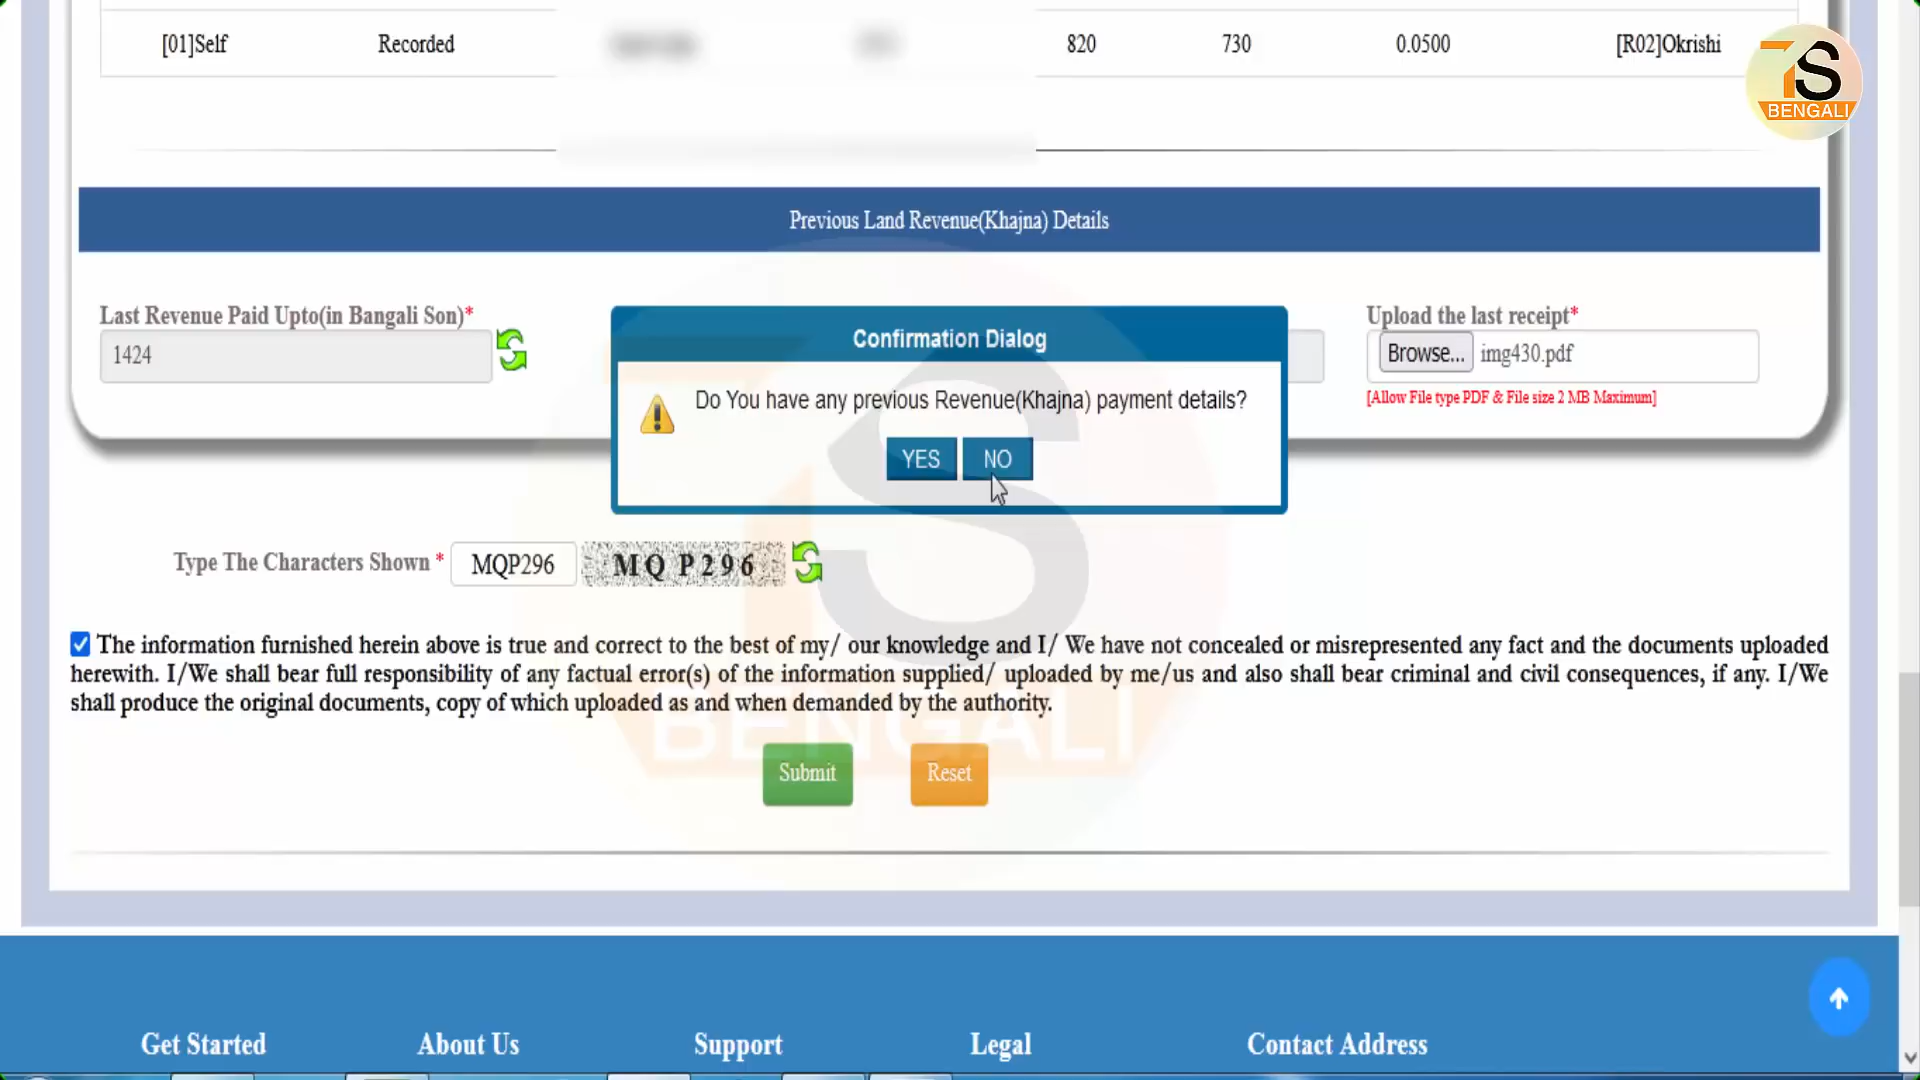 [01]Self Recorded 820 730 0.0500 [R02]Okrishi
7S
BENGALI
Previous Land Revenue(Khajna) Details
Last Revenue Paid Upto(in Bangali Son)*
1424
Upload the last receipt*
Browse... img430.pdf
[Allow File type PDF & File size 2 MB Maximum]
Confirmation Dialog
Do You have any previous Revenue(Khajna) payment details?
YES NO
Type The Characters Shown * MQP296 MQ P296
The information furnished herein above is true and correct to the best of my/ our knowledge and I/ We have not concealed or misrepresented any fact and the documents uploaded
herewith. I/We shall bear full responsibility of any factual error(s) of the information supplied/ uploaded by me/us and also shall bear criminal and civil consequences, if any. I/We
shall produce the original documents, copy of which uploaded as and when demanded by the authority.
BENGALI
Submit Reset
Get Started About Us Support Legal Contact Address